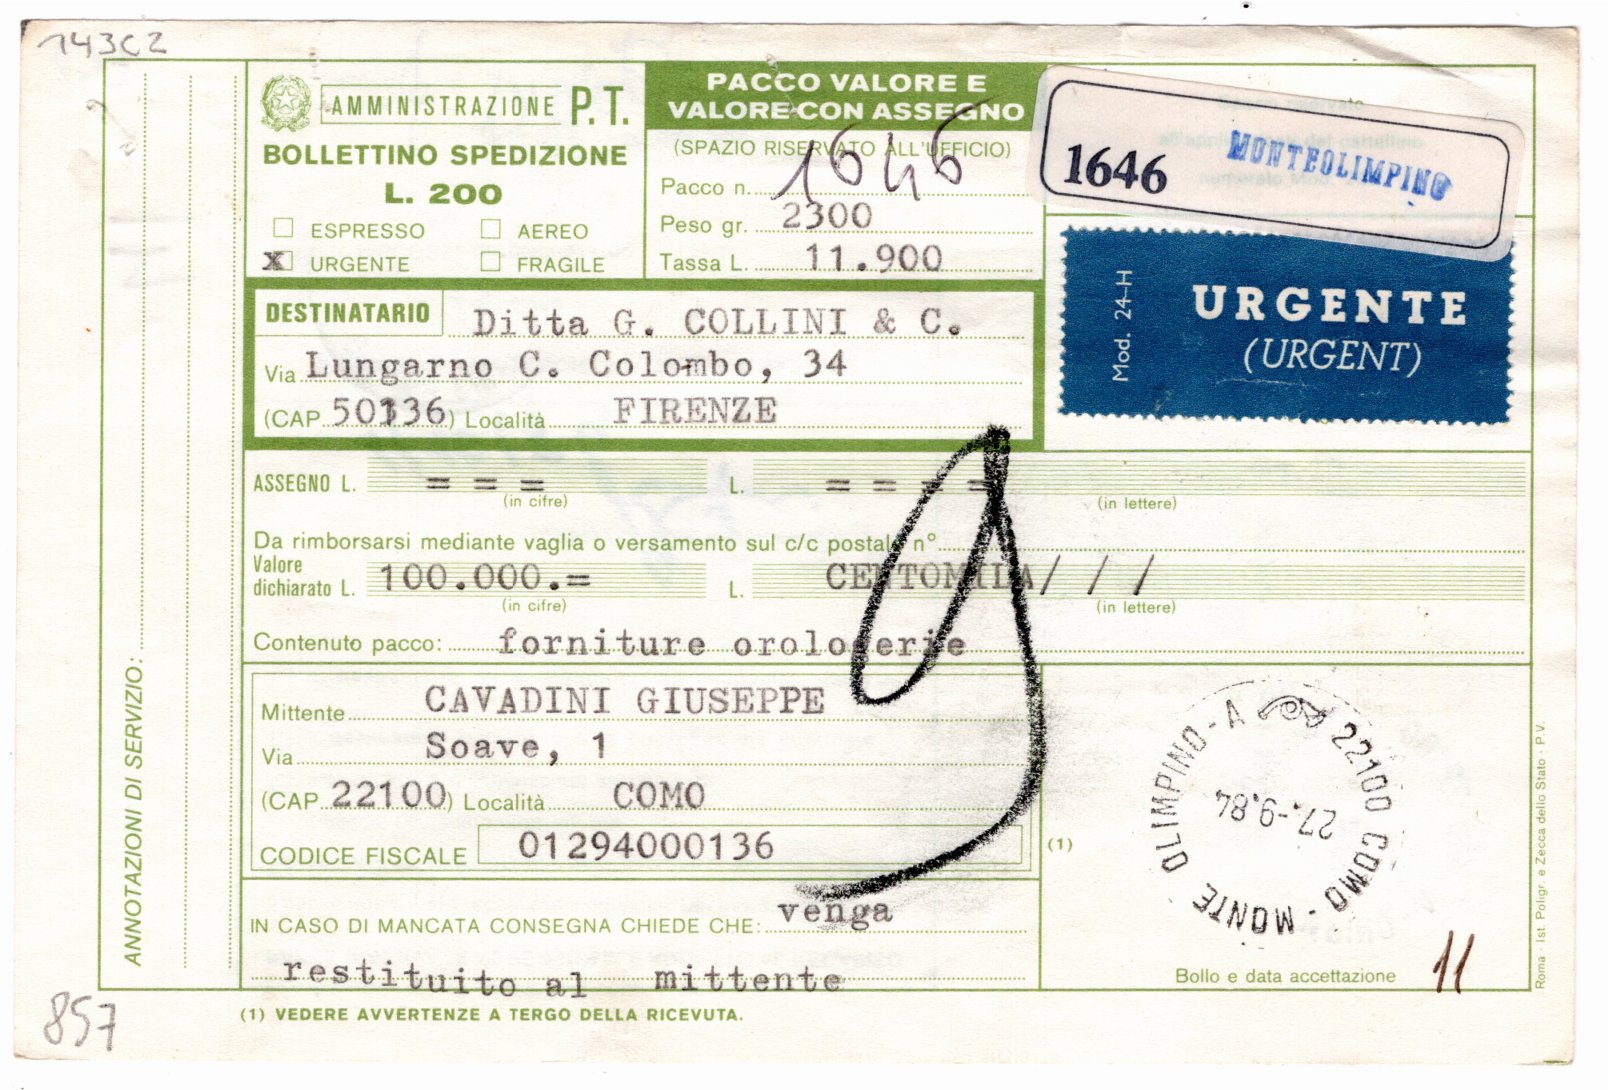 143C2
AMMINISTRAZIONE P.T.
BOLLETTINO SPEDIZIONE
L. 200
ESPRESSO AEREO
X URGENTE FRAGILE
PACCO VALORE E
VALORE CON ASSEGNO
(SPAZIO RISERVATO ALL'UFFICIO)
Pacco n. 1646
Peso gr. 2300
Tassa L. 11.900
1646 MONTEOLIMPINO
Mod. 24-H
URGENTE
(URGENT)
DESTINATARIO Ditta G. COLLINI & C.
Via Lungarno C. Colombo, 34
(CAP 50136) Località FIRENZE
ASSEGNO L. = = = L. = = = =
(in cifre) (in lettere)
Da rimborsarsi mediante vaglia o versamento sul c/c postale n°
Valore
dichiarato L. 100.000.= L. CENTOMILA/ / /
(in cifre) (in lettere)
Contenuto pacco: forniture orologerie
Mittente CAVADINI GIUSEPPE
Via Soave, 1
(CAP 22100) Località COMO
CODICE FISCALE 01294000136
(1)
22100 COMO - MONTE OLIMPINO - A
27.-9.84
IN CASO DI MANCATA CONSEGNA CHIEDE CHE: venga
restituito al mittente
Bollo e data accettazione
11
ANNOTAZIONI DI SERVIZIO:
Roma - Ist. Poligr. e Zecca dello Stato - P.V.
857
(1) VEDERE AVVERTENZE A TERGO DELLA RICEVUTA.